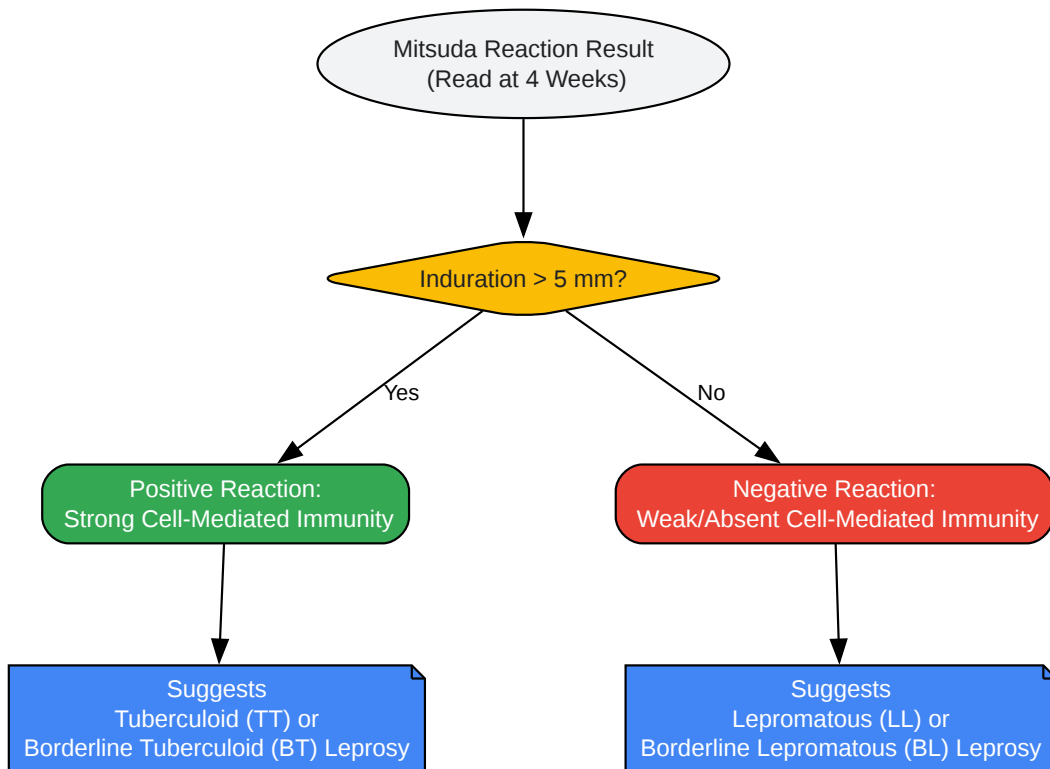 Mitsuda Reaction Result
(Read at 4 Weeks)
Induration > 5 mm?
Yes
No
Positive Reaction:
Strong Cell-Mediated Immunity
Negative Reaction:
Weak/Absent Cell-Mediated Immunity
Suggests
Tuberculoid (TT) or
Borderline Tuberculoid (BT) Leprosy
Suggests
Lepromatous (LL) or
Borderline Lepromatous (BL) Leprosy